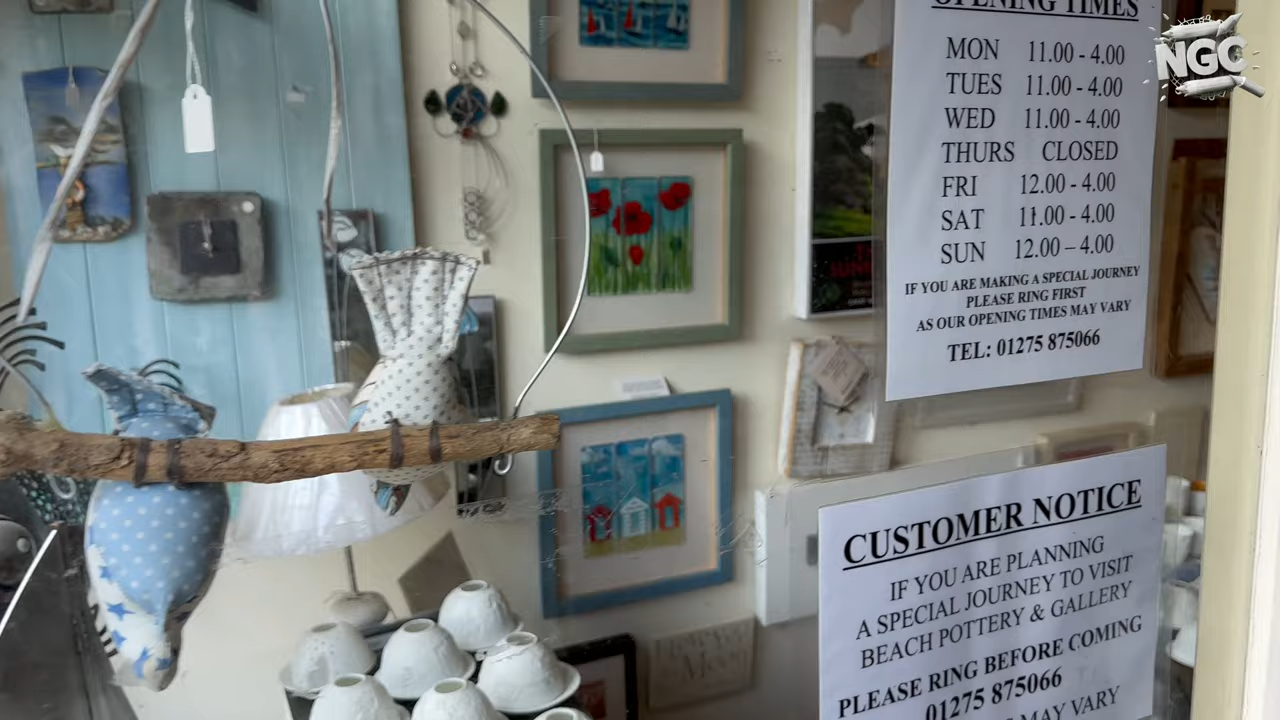 OPENING TIMES
MON 11.00 - 4.00
TUES 11.00 - 4.00
WED 11.00 - 4.00
THURS CLOSED
FRI 12.00 - 4.00
SAT 11.00 - 4.00
SUN 12.00 – 4.00
IF YOU ARE MAKING A SPECIAL JOURNEY
PLEASE RING FIRST
AS OUR OPENING TIMES MAY VARY
TEL: 01275 875066
CUSTOMER NOTICE
IF YOU ARE PLANNING
A SPECIAL JOURNEY TO VISIT
BEACH POTTERY & GALLERY
PLEASE RING BEFORE COMING
01275 875066
MAY VARY
NGC